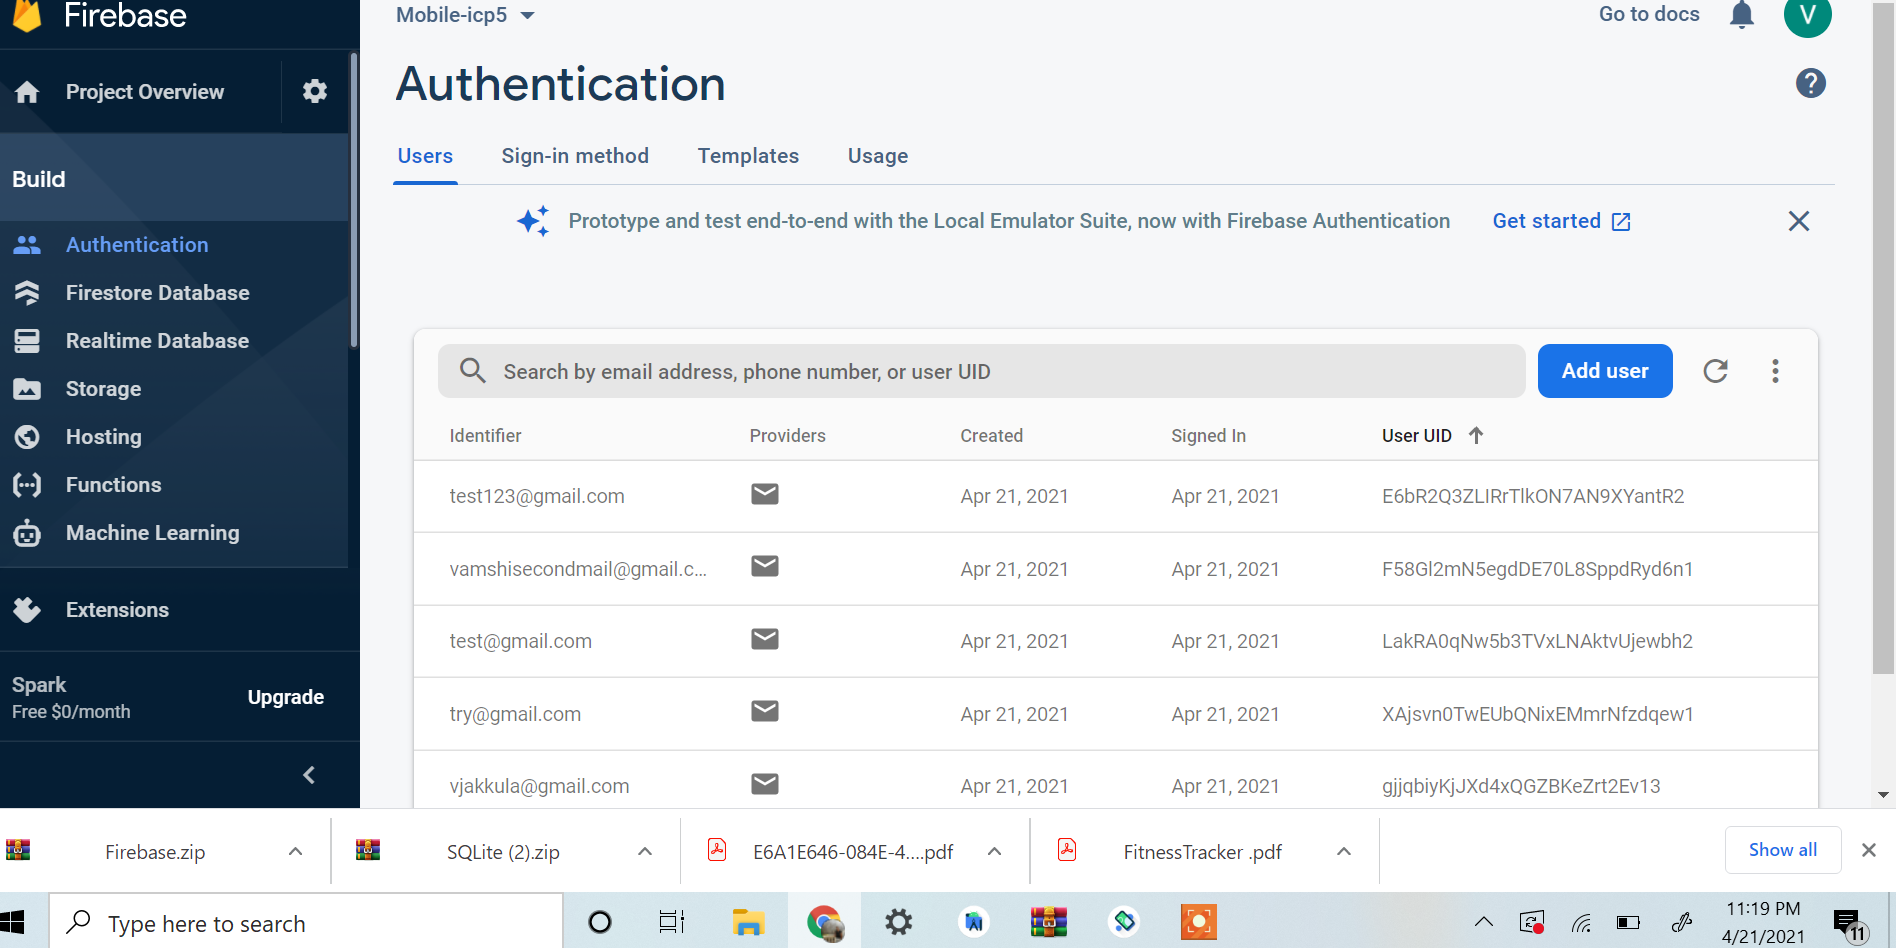 Firebase
Project Overview
Build
Authentication
Firestore Database
Realtime Database
Storage
Hosting
Functions
Machine Learning
Extensions
Spark
Free $0/month
Upgrade
Mobile-icp5
Go to docs
V
Authentication
?
Users Sign-in method Templates Usage
Prototype and test end-to-end with the Local Emulator Suite, now with Firebase Authentication Get started
Search by email address, phone number, or user UID
Add user
Identifier Providers Created Signed In User UID
test123@gmail.com Apr 21, 2021 Apr 21, 2021 E6bR2Q3ZLIRrTlkON7AN9XYantR2
vamshisecondmail@gmail.c... Apr 21, 2021 Apr 21, 2021 F58Gl2mN5egdDE70L8SppdRyd6n1
test@gmail.com Apr 21, 2021 Apr 21, 2021 LakRA0qNw5b3TVxLNAktvUjewbh2
try@gmail.com Apr 21, 2021 Apr 21, 2021 XAjsvn0TwEUbQNixEMmrNfzdqew1
vjakkula@gmail.com Apr 21, 2021 Apr 21, 2021 gjjqbiyKjJXd4xQGZBKeZrt2Ev13
Firebase.zip SQLite (2).zip E6A1E646-084E-4....pdf FitnessTracker .pdf Show all
Type here to search
11:19 PM
4/21/2021
11